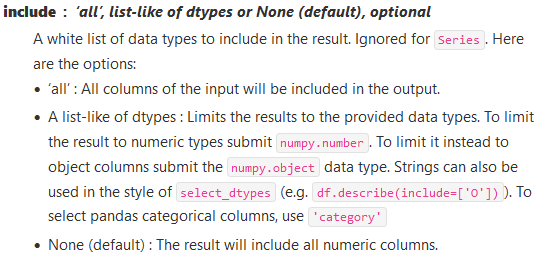 include : ‘all’, list-like of dtypes or None (default), optional
A white list of data types to include in the result. Ignored for Series . Here
are the options:
• ‘all’ : All columns of the input will be included in the output.
• A list-like of dtypes : Limits the results to the provided data types. To limit
the result to numeric types submit numpy.number . To limit it instead to
object columns submit the numpy.object data type. Strings can also be
used in the style of select_dtypes (e.g. df.describe(include=['O']) ). To
select pandas categorical columns, use 'category'
• None (default) : The result will include all numeric columns.